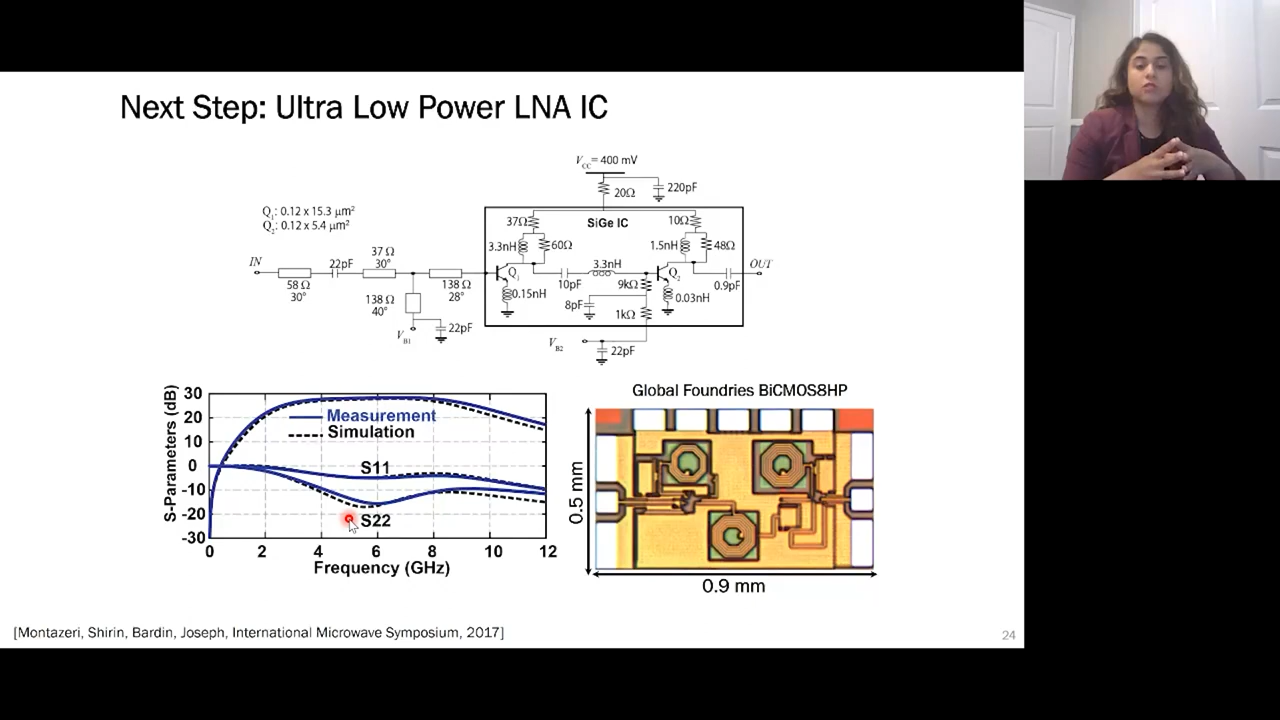 Next Step: Ultra Low Power LNA IC
VCC= 400 mV
20Ω
220pF
Q1: 0.12 x 15.3 μm²
Q2: 0.12 x 5.4 μm²
37Ω
SiGe IC
10Ω
3.3nH
60Ω
1.5nH
48Ω
IN
22pF
37 Ω
30°
3.3nH
Q1
Q2
OUT
58 Ω
30°
138 Ω
28°
10pF
9kΩ
0.9pF
138 Ω
40°
0.15nH
8pF
0.03nH
1kΩ
VB1
22pF
VB2
22pF
Global Foundries BiCMOS8HP
S-Parameters (dB)
30
20
10
0
-10
-20
-30
Measurement
Simulation
S11
S22
0 2 4 6 8 10 12
Frequency (GHz)
0.5 mm
0.9 mm
[Montazeri, Shirin, Bardin, Joseph, International Microwave Symposium, 2017]
24